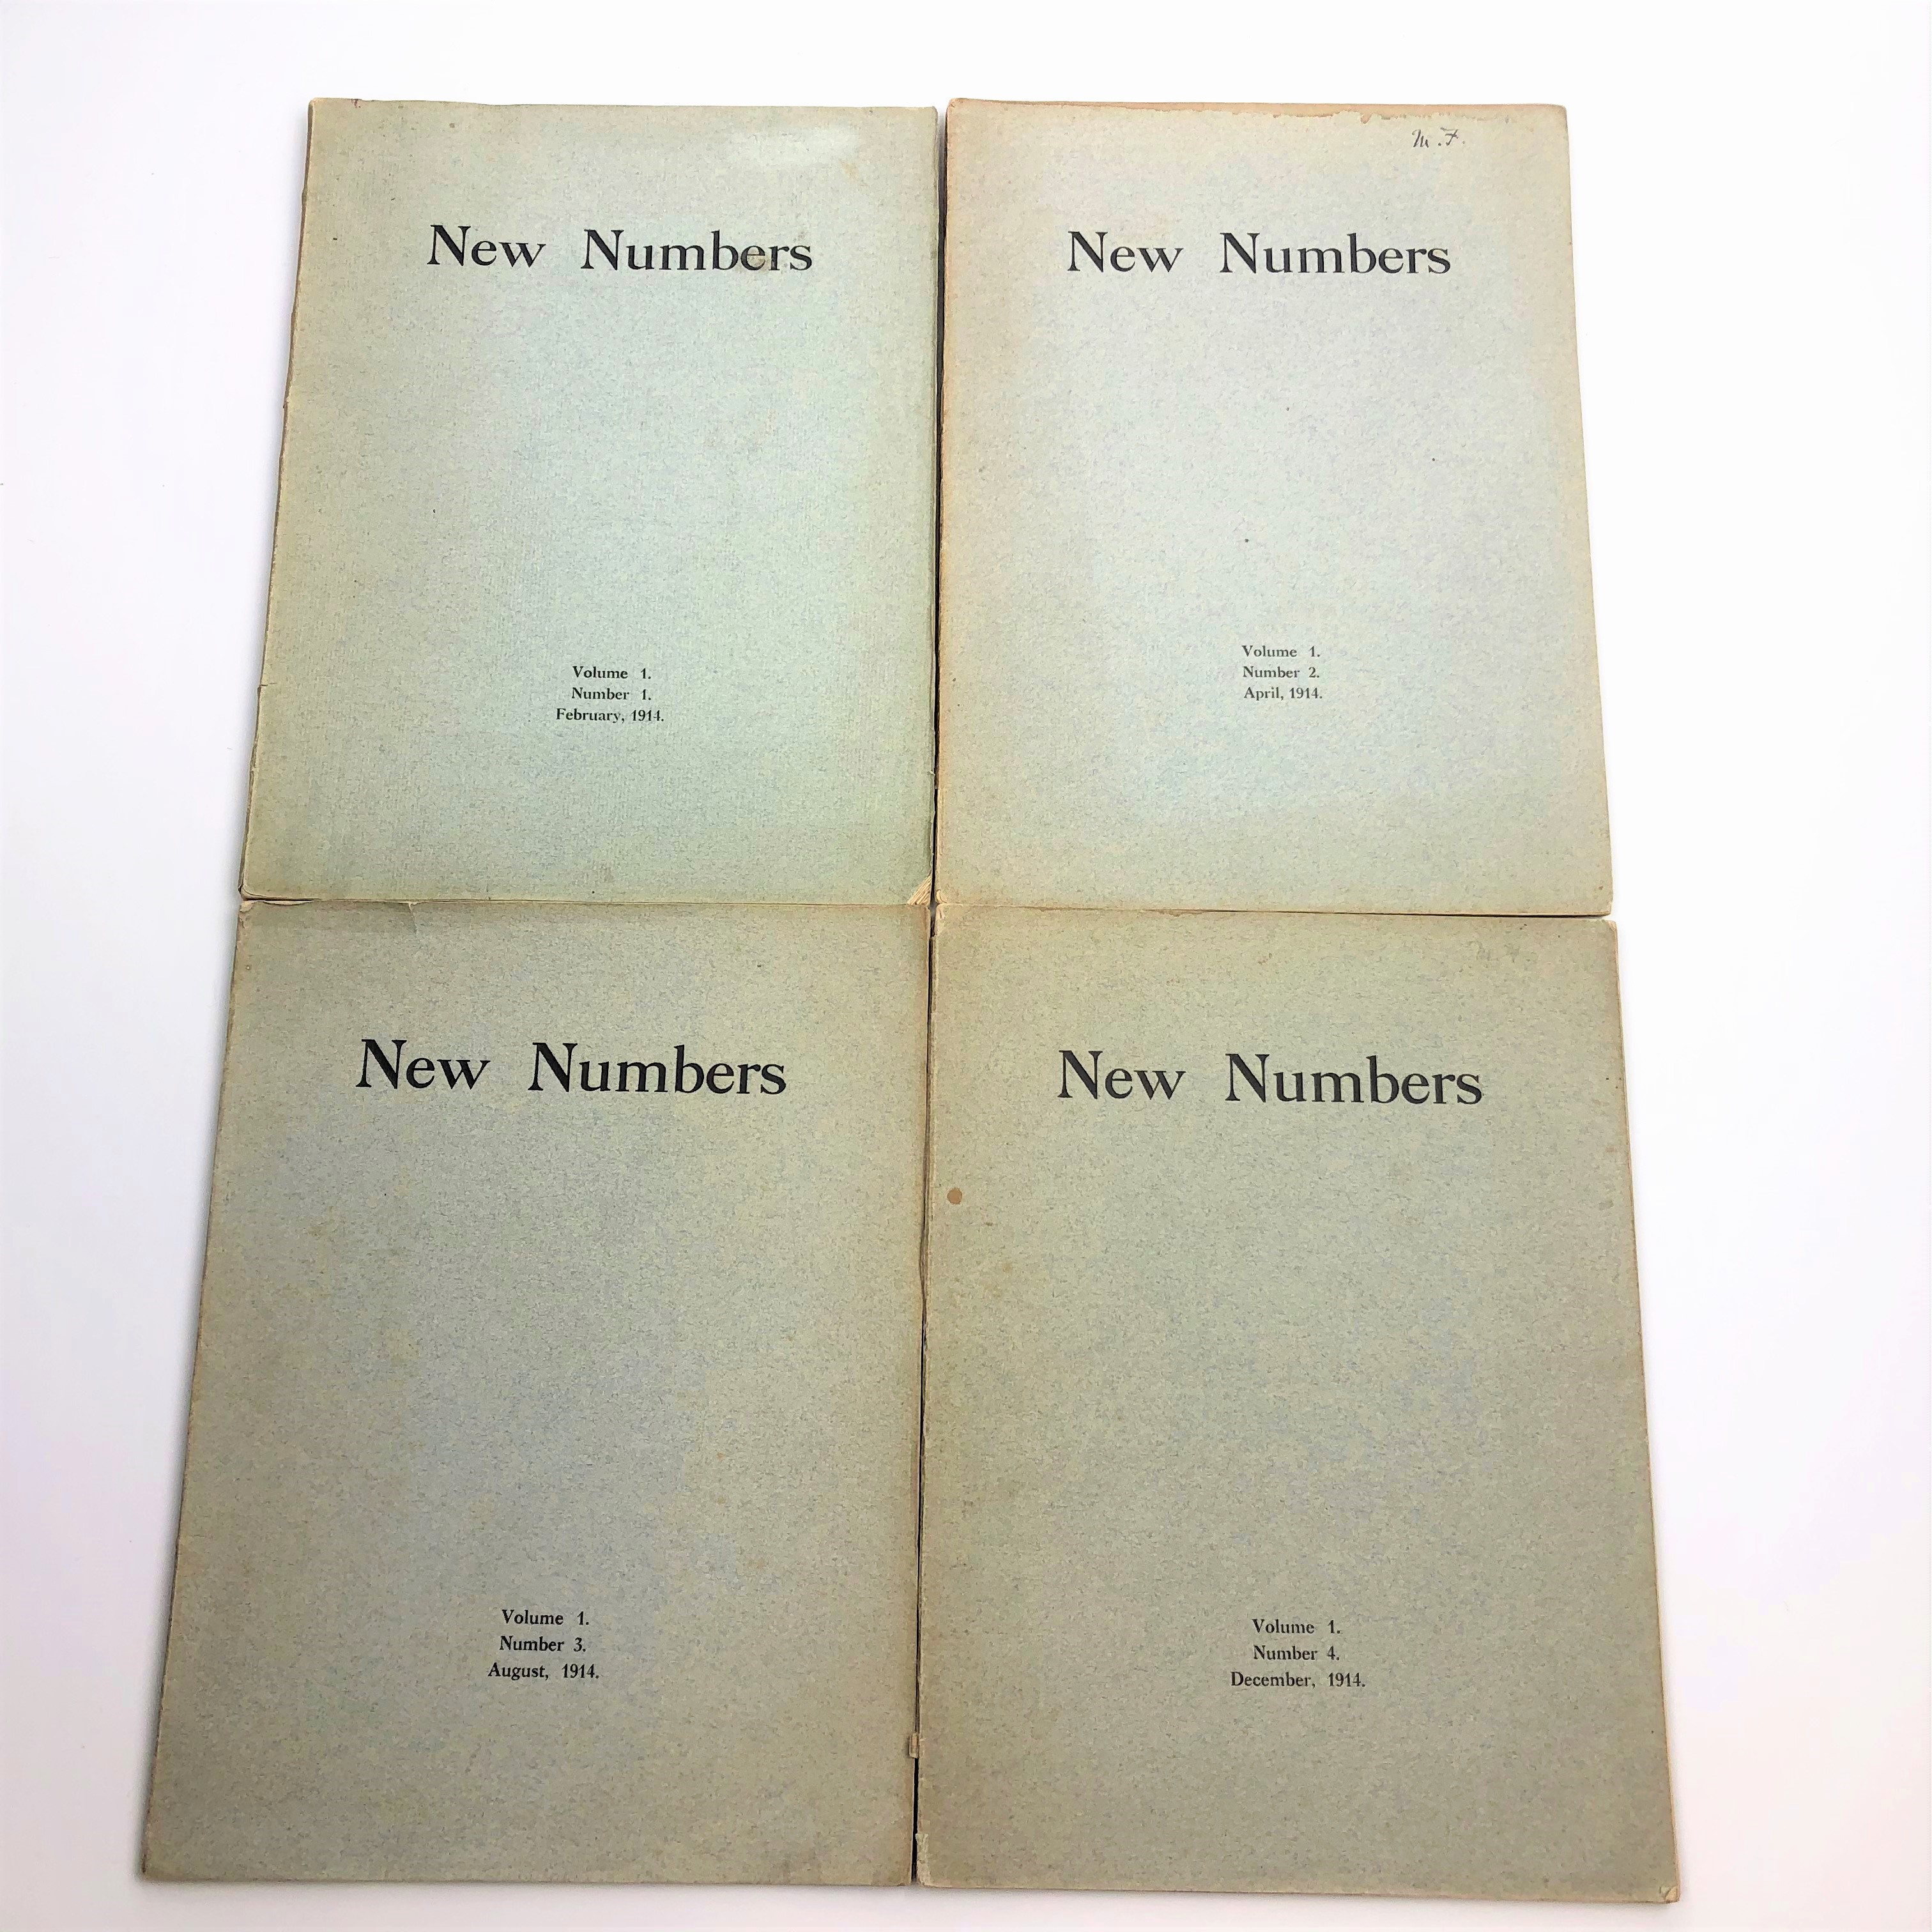 New Numbers
Volume 1.
Number 1.
February, 1914.
M.F.
New Numbers
Volume 1.
Number 2.
April, 1914.
New Numbers
Volume 1.
Number 3.
August, 1914.
New Numbers
Volume 1.
Number 4.
December, 1914.